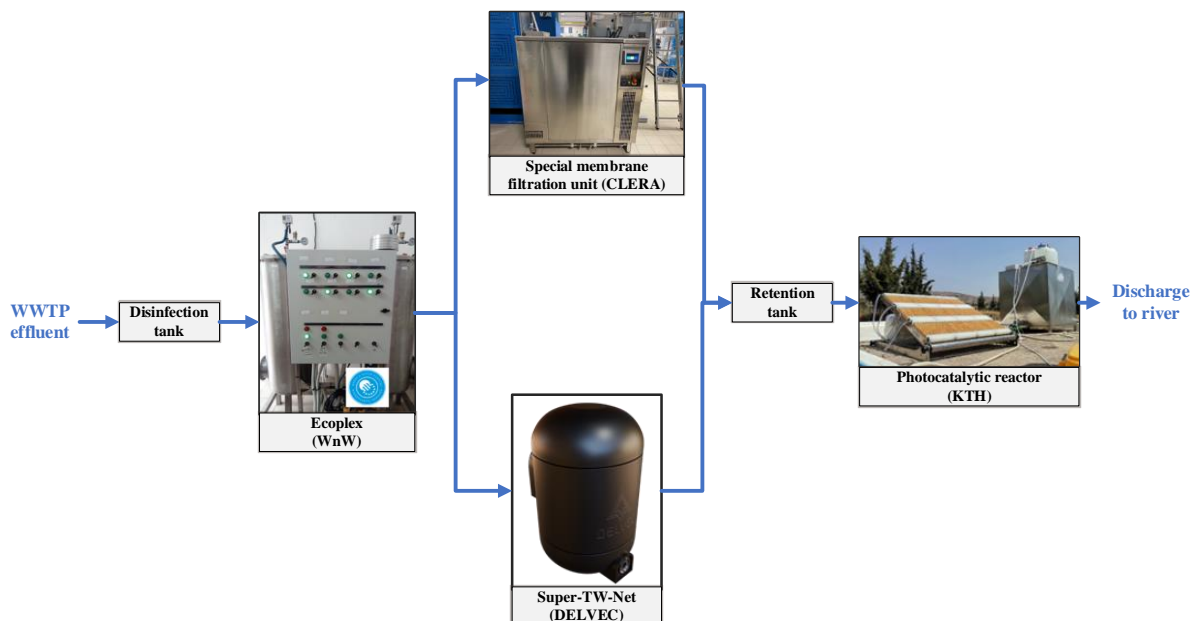 WWTP
effluent
Disinfection
tank
Ecoplex
(WnW)
Special membrane
filtration unit (CLERA)
Super-TW-Net
(DELVEC)
Retention
tank
Photocatalytic reactor
(KTH)
Discharge
to river